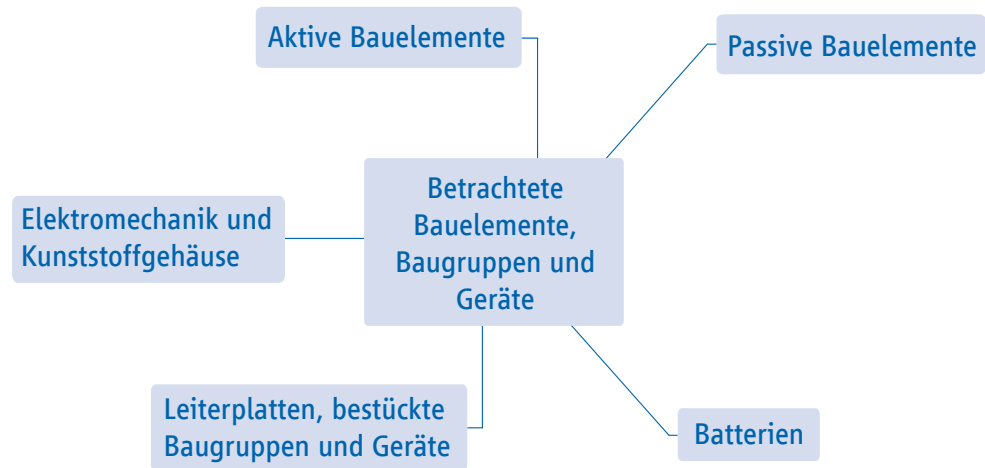 Aktive Bauelemente
Passive Bauelemente
Betrachtete
Bauelemente,
Baugruppen und
Geräte
Elektromechanik und
Kunststoffgehäuse
Leiterplatten, bestückte
Baugruppen und Geräte
Batterien